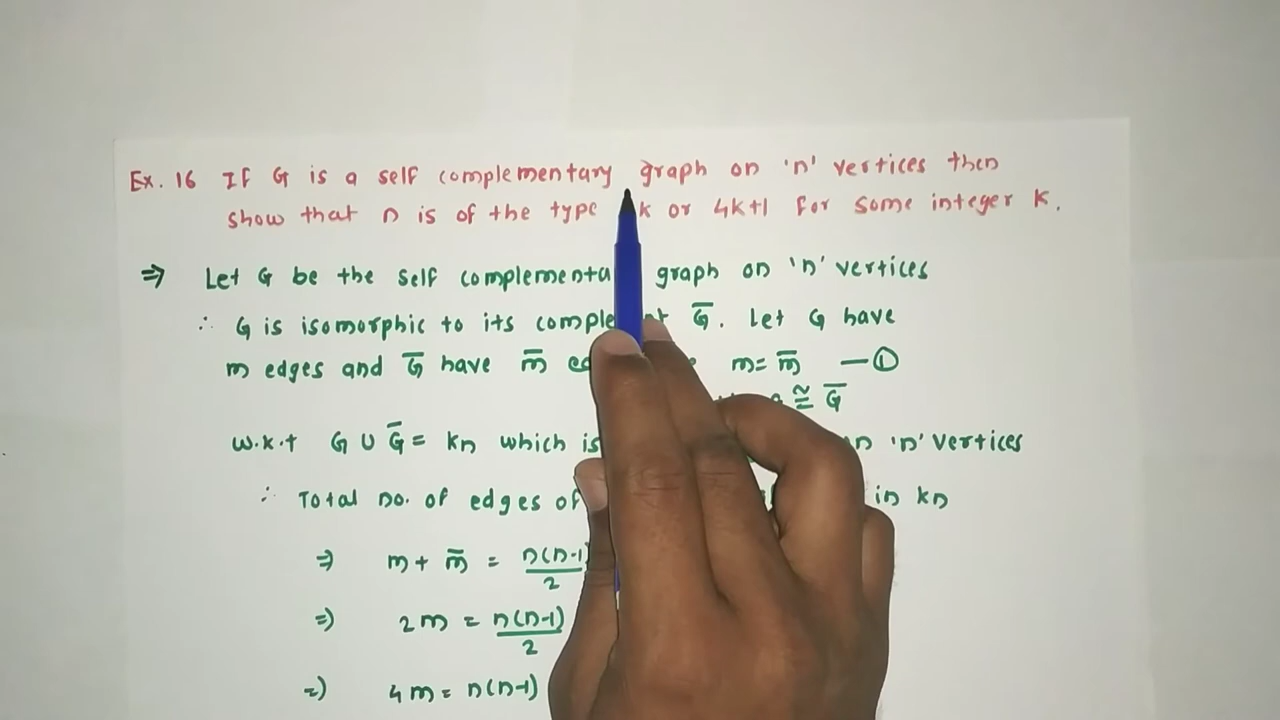 Ex. 16 If G is a self complementary graph on 'n' vertices then
show that n is of the type k or 4k+1 for some integer K.
⇒ Let G be the self complementa graph on 'n' vertices
∴ G is isomorphic to its comple G̅. Let G have
m edges and G̅ have m̅ m = m̅ —①
≅ G̅
w.k.t G ∪ G̅ = kn which is 'n' vertices
∴ Total no. of edges of in kn
⇒ m + m̅ = n(n-1)/2
⇒ 2m = n(n-1)/2
⇒ 4m = n(n-1)